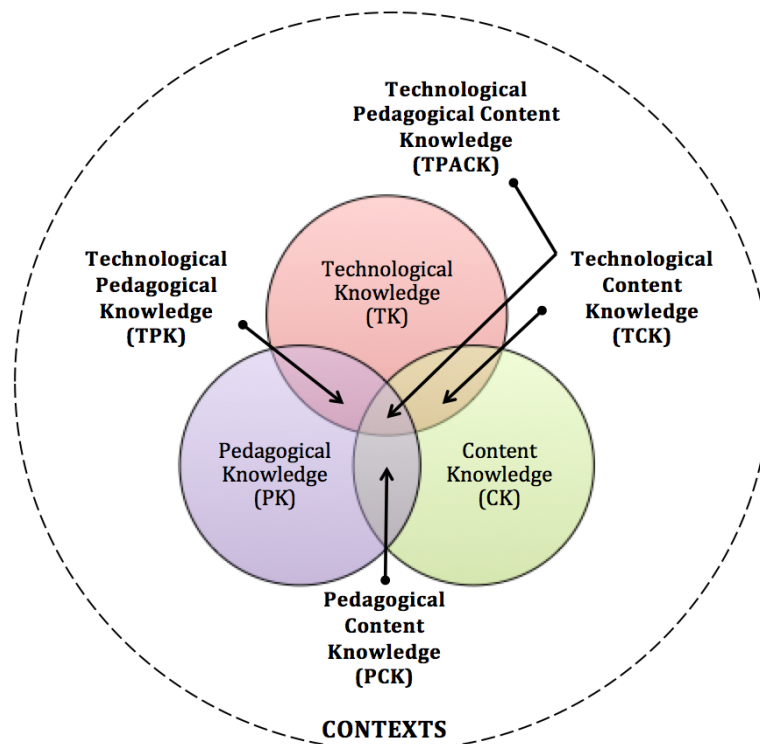 Technological
Pedagogical Content
Knowledge
(TPACK)
Technological
Pedagogical
Knowledge
(TPK)
Technological
Knowledge
(TK)
Technological
Content
Knowledge
(TCK)
Pedagogical
Knowledge
(PK)
Content
Knowledge
(CK)
Pedagogical
Content
Knowledge
(PCK)
CONTEXTS